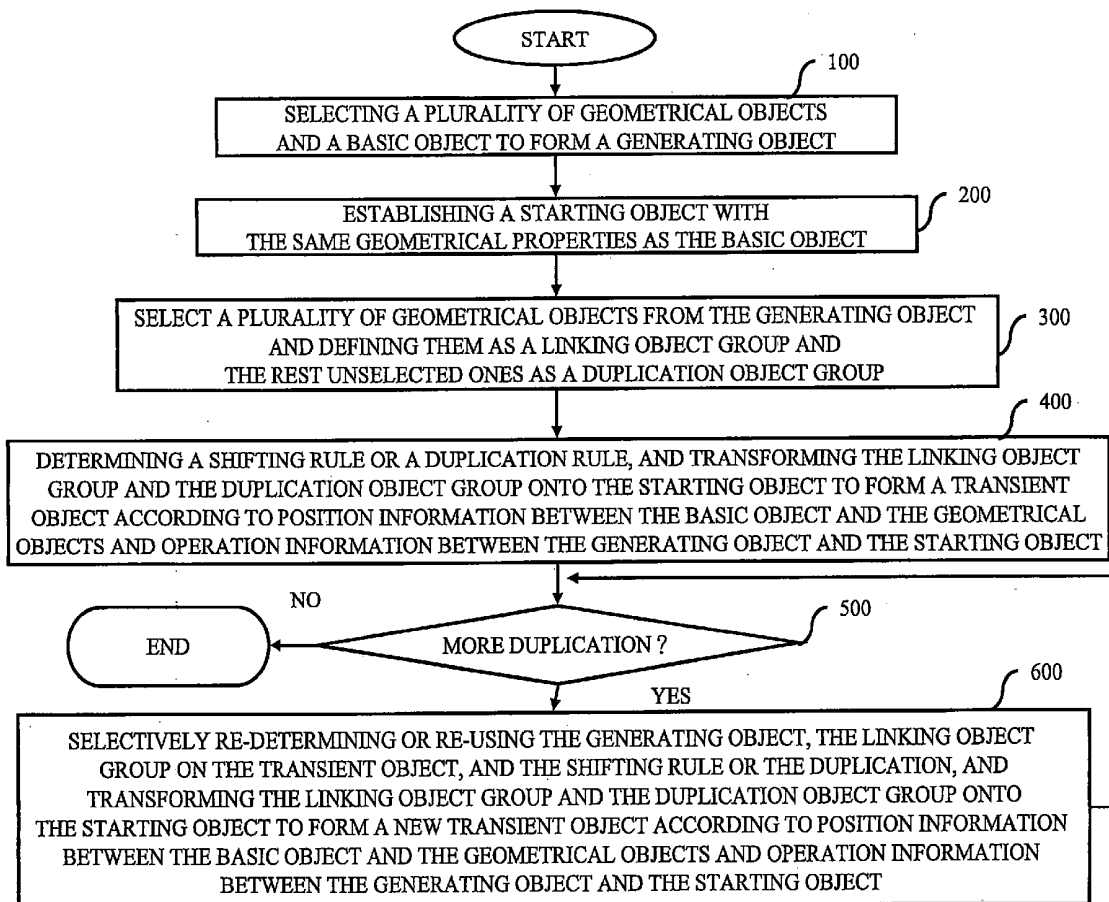 START
100
SELECTING A PLURALITY OF GEOMETRICAL OBJECTS
AND A BASIC OBJECT TO FORM A GENERATING OBJECT
200
ESTABLISHING A STARTING OBJECT WITH
THE SAME GEOMETRICAL PROPERTIES AS THE BASIC OBJECT
300
SELECT A PLURALITY OF GEOMETRICAL OBJECTS FROM THE GENERATING OBJECT
AND DEFINING THEM AS A LINKING OBJECT GROUP AND
THE REST UNSELECTED ONES AS A DUPLICATION OBJECT GROUP
400
DETERMINING A SHIFTING RULE OR A DUPLICATION RULE, AND TRANSFORMING THE LINKING OBJECT
GROUP AND THE DUPLICATION OBJECT GROUP ONTO THE STARTING OBJECT TO FORM A TRANSIENT
OBJECT ACCORDING TO POSITION INFORMATION BETWEEN THE BASIC OBJECT AND THE GEOMETRICAL
OBJECTS AND OPERATION INFORMATION BETWEEN THE GENERATING OBJECT AND THE STARTING OBJECT
NO
500
END
MORE DUPLICATION ?
YES
600
SELECTIVELY RE-DETERMINING OR RE-USING THE GENERATING OBJECT, THE LINKING OBJECT
GROUP ON THE TRANSIENT OBJECT, AND THE SHIFTING RULE OR THE DUPLICATION, AND
TRANSFORMING THE LINKING OBJECT GROUP AND THE DUPLICATION OBJECT GROUP ONTO
THE STARTING OBJECT TO FORM A NEW TRANSIENT OBJECT ACCORDING TO POSITION INFORMATION
BETWEEN THE BASIC OBJECT AND THE GEOMETRICAL OBJECTS AND OPERATION INFORMATION
BETWEEN THE GENERATING OBJECT AND THE STARTING OBJECT